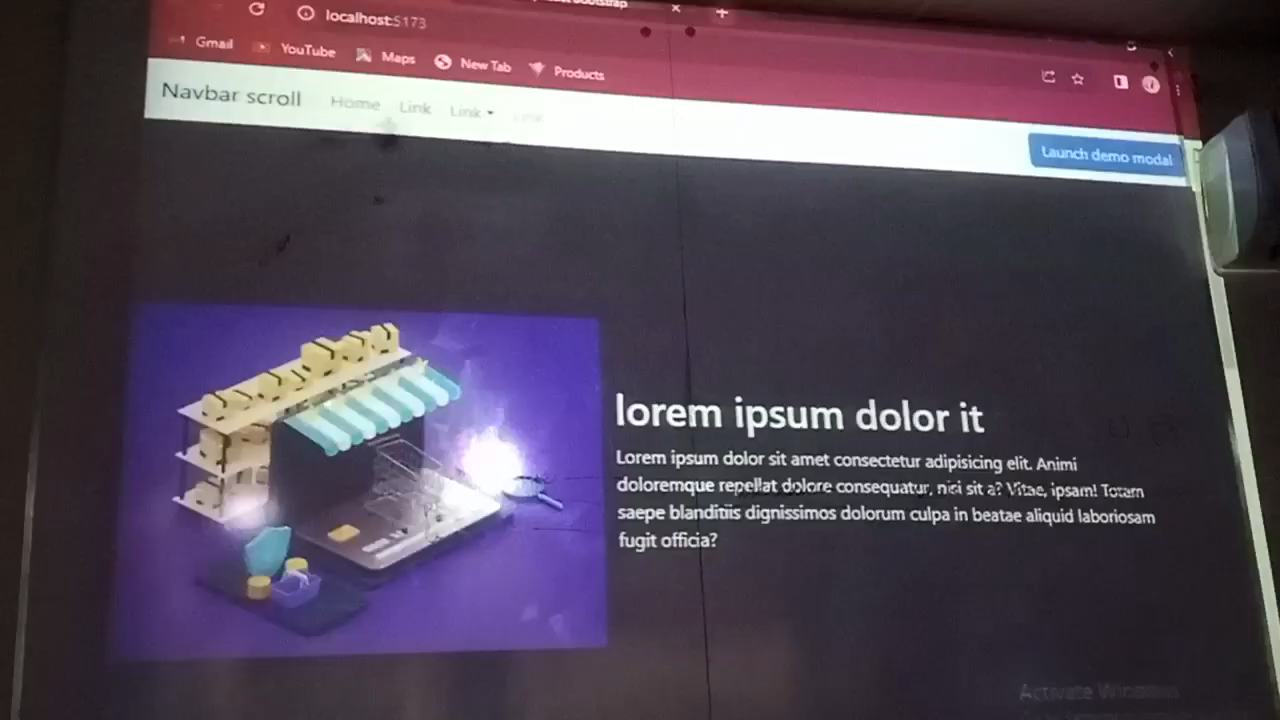 localhost:5173
Gmail YouTube Maps New Tab Products
Navbar scroll Home Link Link Link
Launch demo modal
lorem ipsum dolor it
Lorem ipsum dolor sit amet consectetur adipisicing elit. Animi
doloremque repellat dolore consequatur, nisi sit a? Vitae, ipsam! Totam
saepe blanditiis dignissimos dolorum culpa in beatae aliquid laboriosam
fugit officia?
Activate Windows